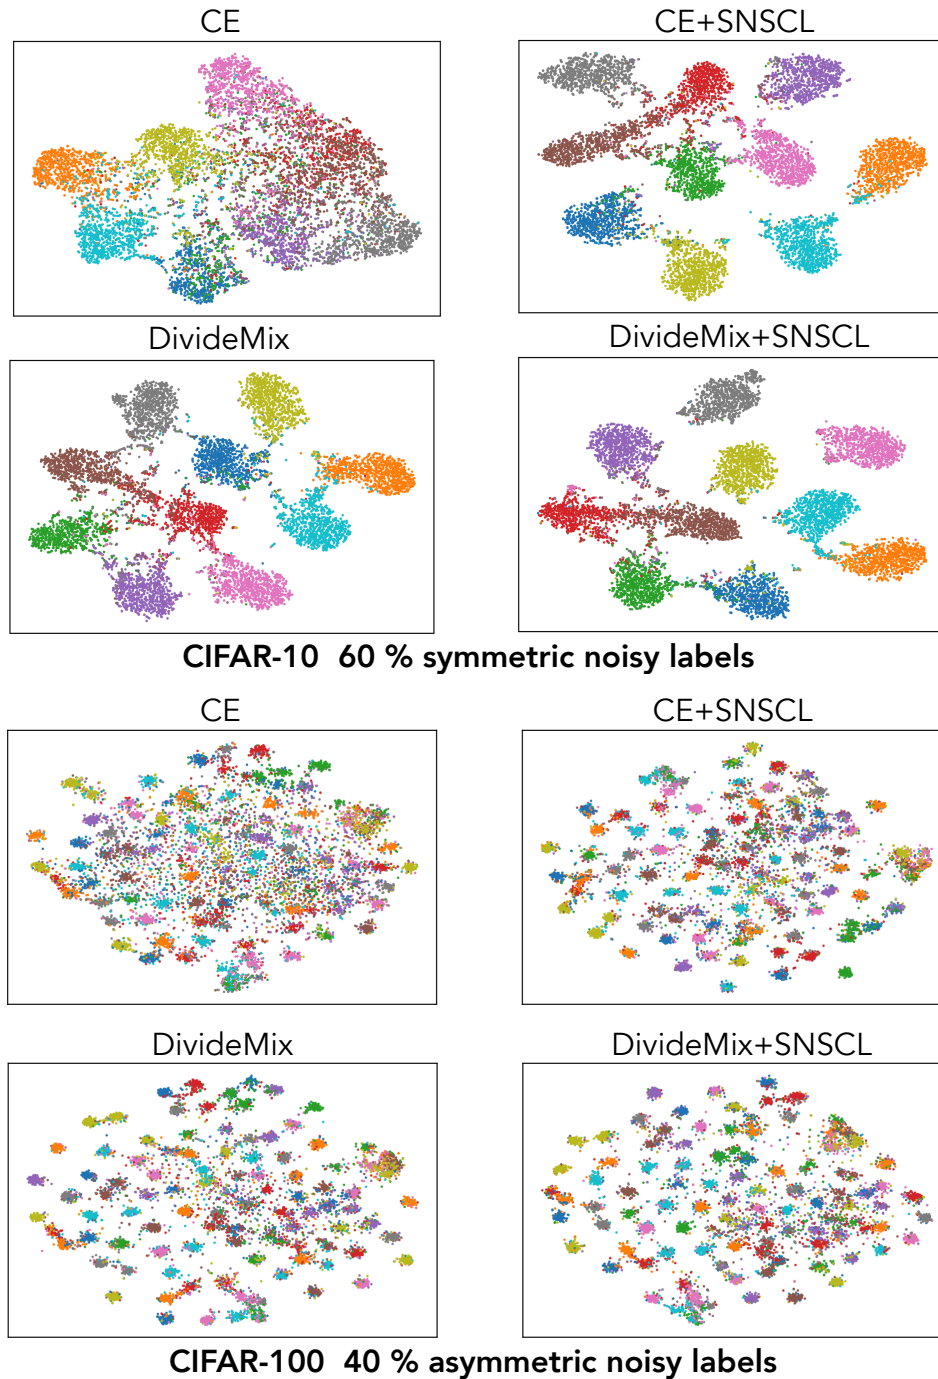 CE
CE+SNSCL
DivideMix
DivideMix+SNSCL
CIFAR-10 60 % symmetric noisy labels
CE
CE+SNSCL
DivideMix
DivideMix+SNSCL
CIFAR-100 40 % asymmetric noisy labels